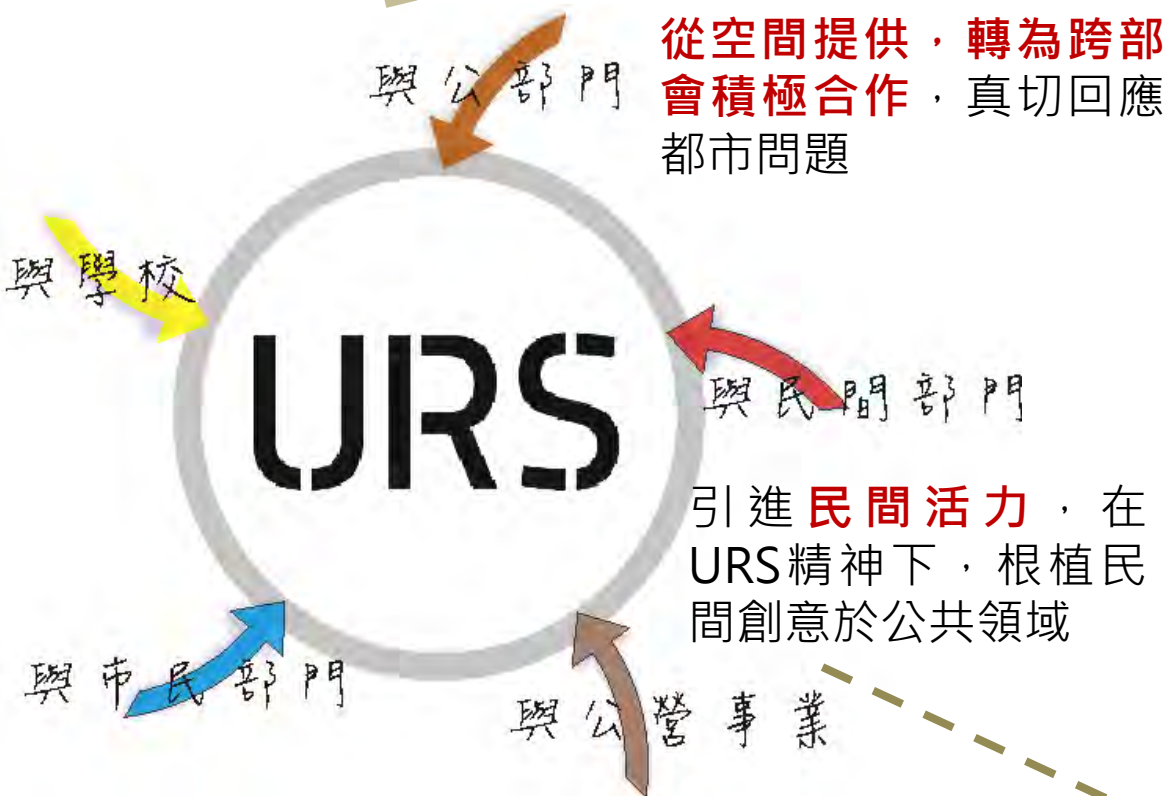 從空間提供，轉為跨部
會積極合作，真切回應
都市問題
與公部門
與學校
URS
與民間部門
引進民間活力，在
URS精神下，根植民
間創意於公共領域
與市民部門
與公營事業